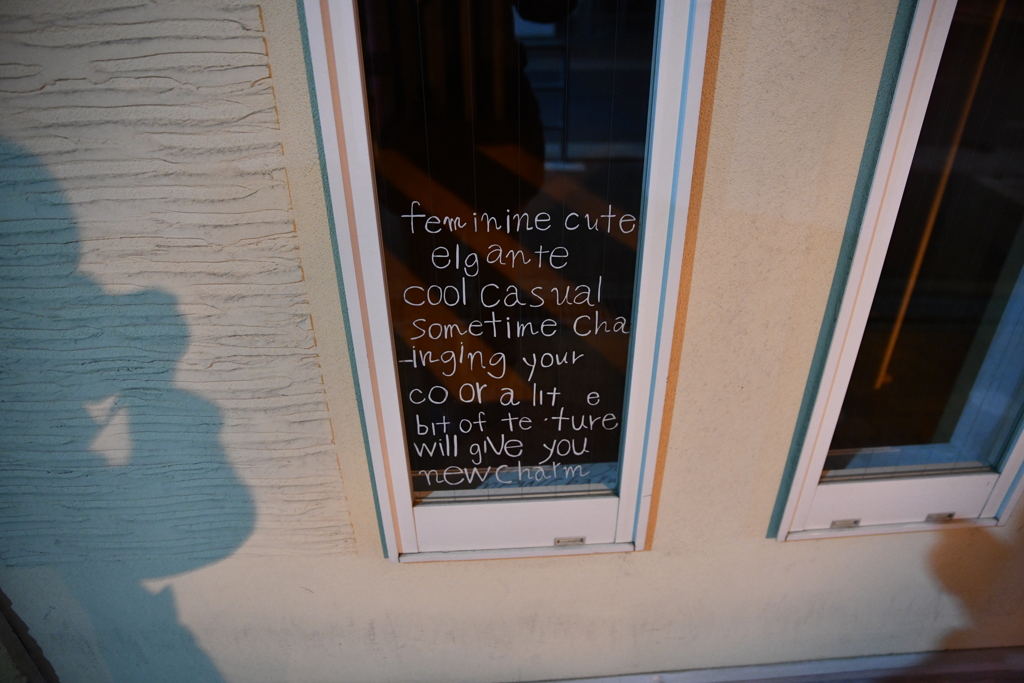 feminine cute
elgante
cool casual
sometime cha
-inging your
co or a lit e
bit of te ture
will give you
new charm